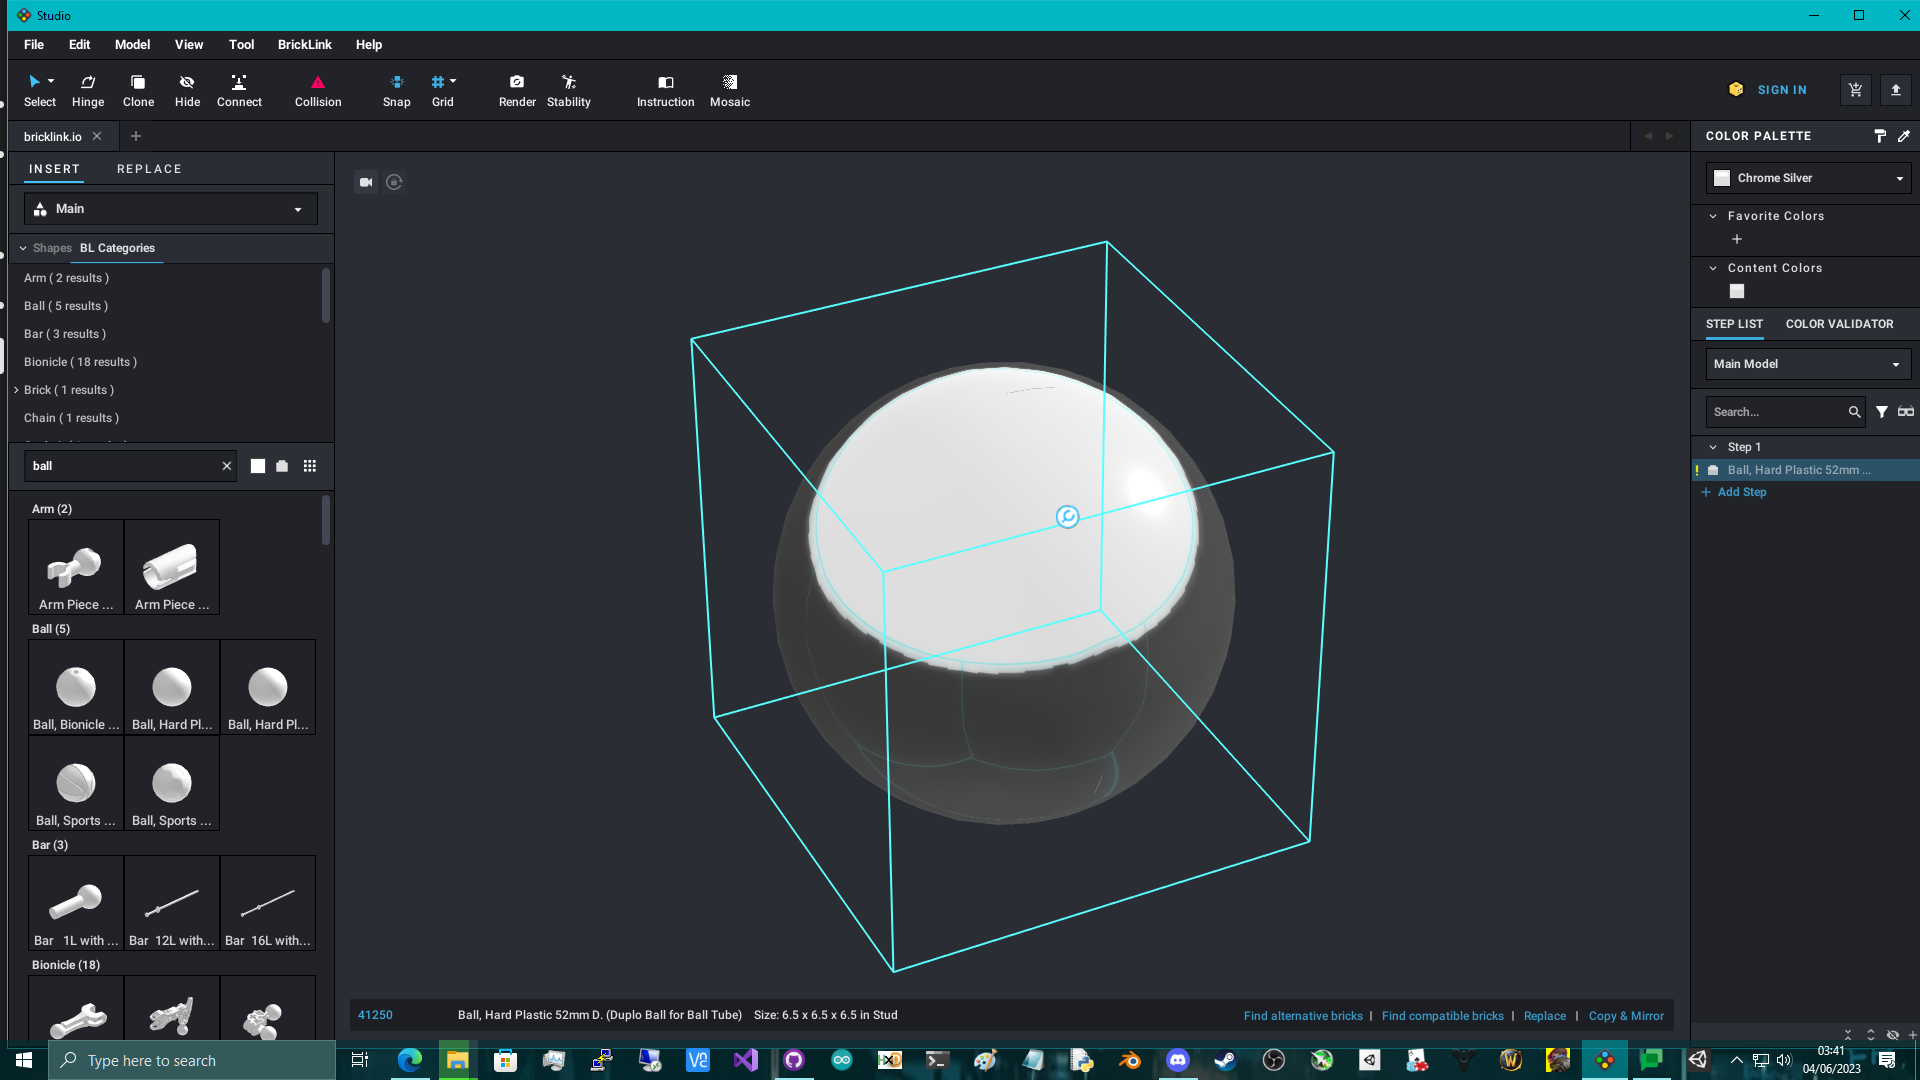 Studio
File Edit Model View Tool BrickLink Help
Select Hinge Clone Hide Connect Collision Snap Grid Render Stability Instruction Mosaic
SIGN IN
bricklink.io
INSERT REPLACE
Main
Shapes BL Categories
Arm ( 2 results )
Ball ( 5 results )
Bar ( 3 results )
Bionicle ( 18 results )
Brick ( 1 results )
Chain ( 1 results )
ball
Arm (2)
Arm Piece ... Arm Piece ...
Ball (5)
Ball, Bionicle ... Ball, Hard Pl... Ball, Hard Pl...
Ball, Sports ... Ball, Sports ...
Bar (3)
Bar 1L with ... Bar 12L with... Bar 16L with...
Bionicle (18)
41250 Ball, Hard Plastic 52mm D. (Duplo Ball for Ball Tube) Size: 6.5 x 6.5 x 6.5 in Stud
Find alternative bricks | Find compatible bricks | Replace | Copy & Mirror
COLOR PALETTE
Chrome Silver
Favorite Colors
Content Colors
STEP LIST COLOR VALIDATOR
Main Model
Search...
Step 1
! Ball, Hard Plastic 52mm ...
+ Add Step
Type here to search
03:41
04/06/2023